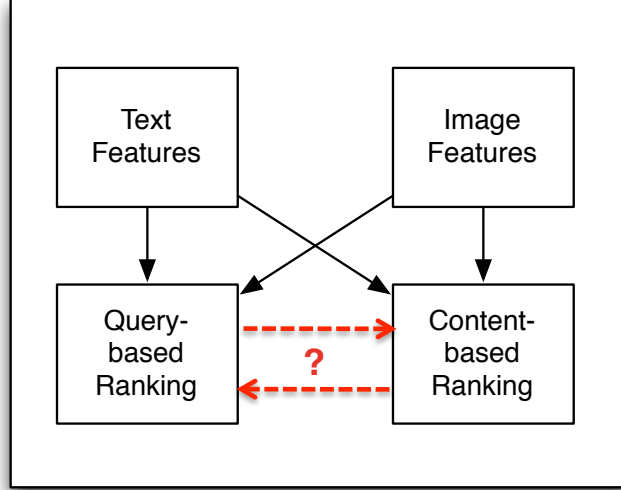 Text
Features
Image
Features
Query-
based
Ranking
?
Content-
based
Ranking